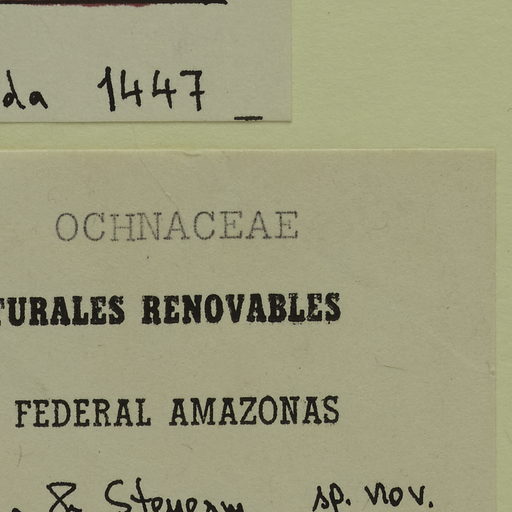 da 1447
OCHNACEAE
TURALES RENOVABLES
FEDERAL AMAZONAS
& Steyerm sp. nov.